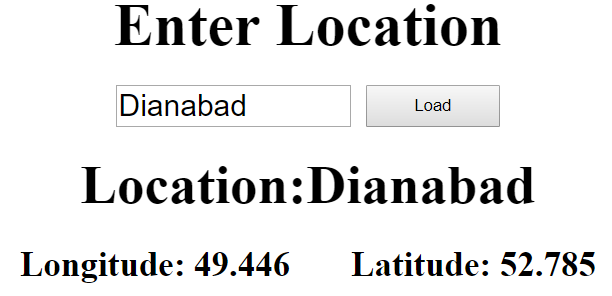 Enter Location
Dianabad Load
Location:Dianabad
Longitude: 49.446 Latitude: 52.785